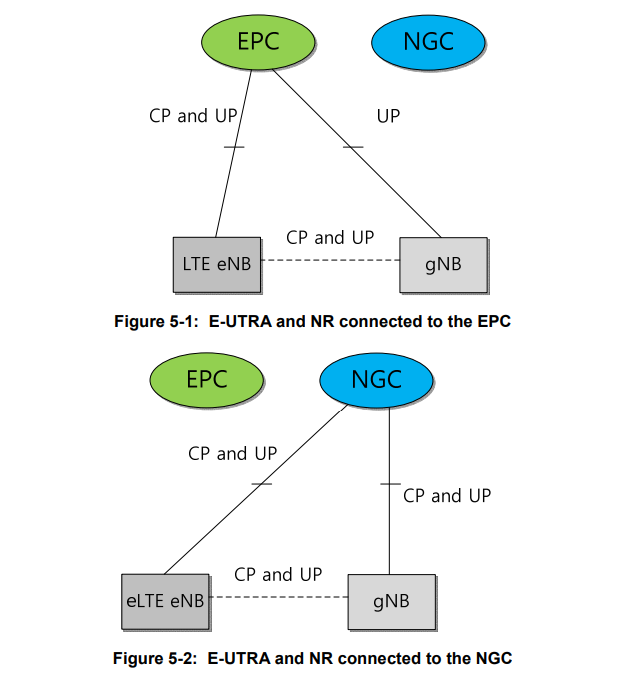 EPC
NGC
CP and UP
UP
CP and UP
LTE eNB
gNB
Figure 5-1: E-UTRA and NR connected to the EPC
EPC
NGC
CP and UP
CP and UP
CP and UP
eLTE eNB
gNB
Figure 5-2: E-UTRA and NR connected to the NGC